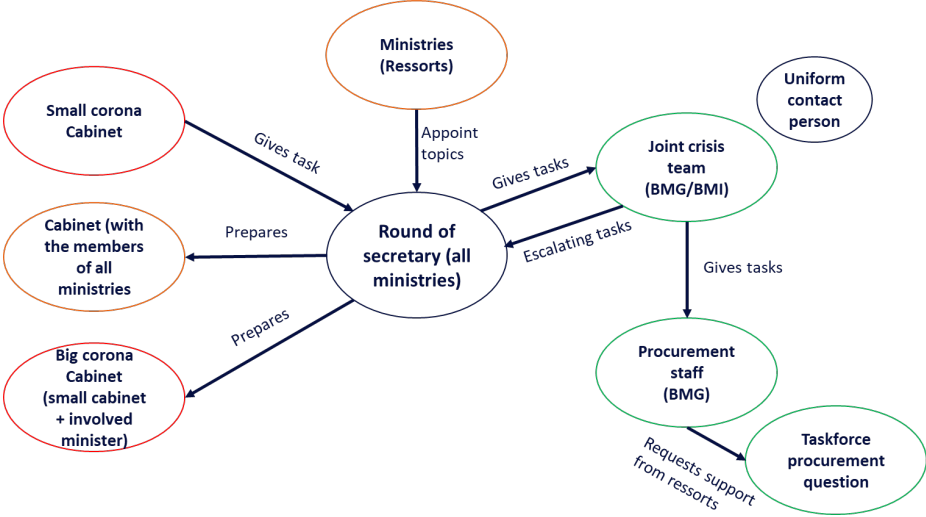 Ministries
(Ressorts)
Uniform
contact
person
Small corona
Cabinet
Gives task
Appoint
topics
Gives tasks
Joint crisis
team
(BMG/BMI)
Cabinet (with
the members
of all
ministries
Prepares
Round of
secretary (all
ministries)
Escalating tasks
Gives tasks
Prepares
Big corona
Cabinet
(small cabinet
+ involved
minister)
Procurement
staff
(BMG)
Requests support
from ressorts
Taskforce
procurement
question